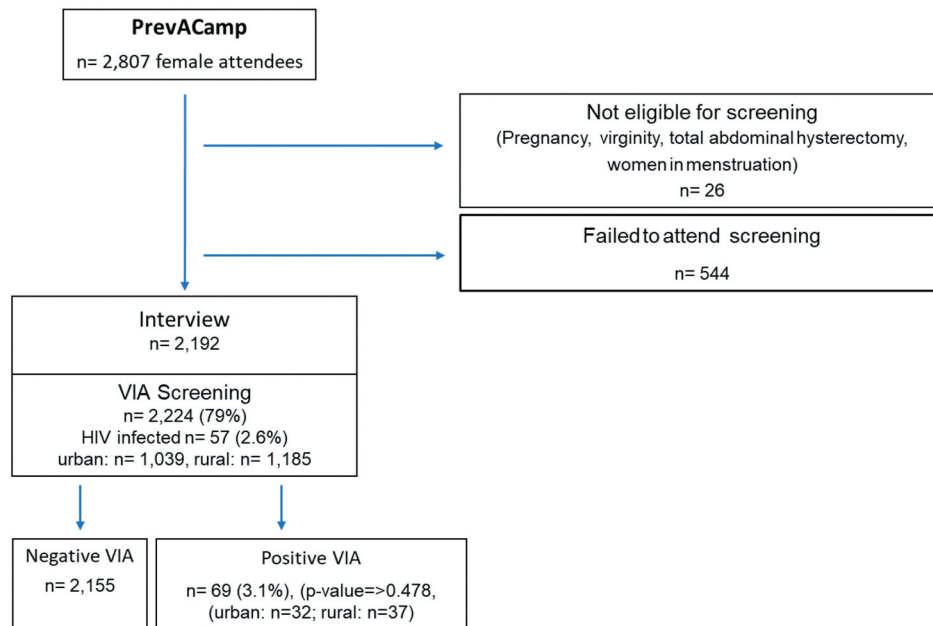 PrevACamp
n= 2,807 female attendees
Not eligible for screening
(Pregnancy, virginity, total abdominal hysterectomy,
women in menstruation)
n= 26
Failed to attend screening
n= 544
Interview
n= 2,192
VIA Screening
n= 2,224 (79%)
HIV infected n= 57 (2.6%)
urban: n= 1,039, rural: n= 1,185
Negative VIA
n= 2,155
Positive VIA
n= 69 (3.1%), (p-value=>0.478,
(urban: n=32; rural: n=37)